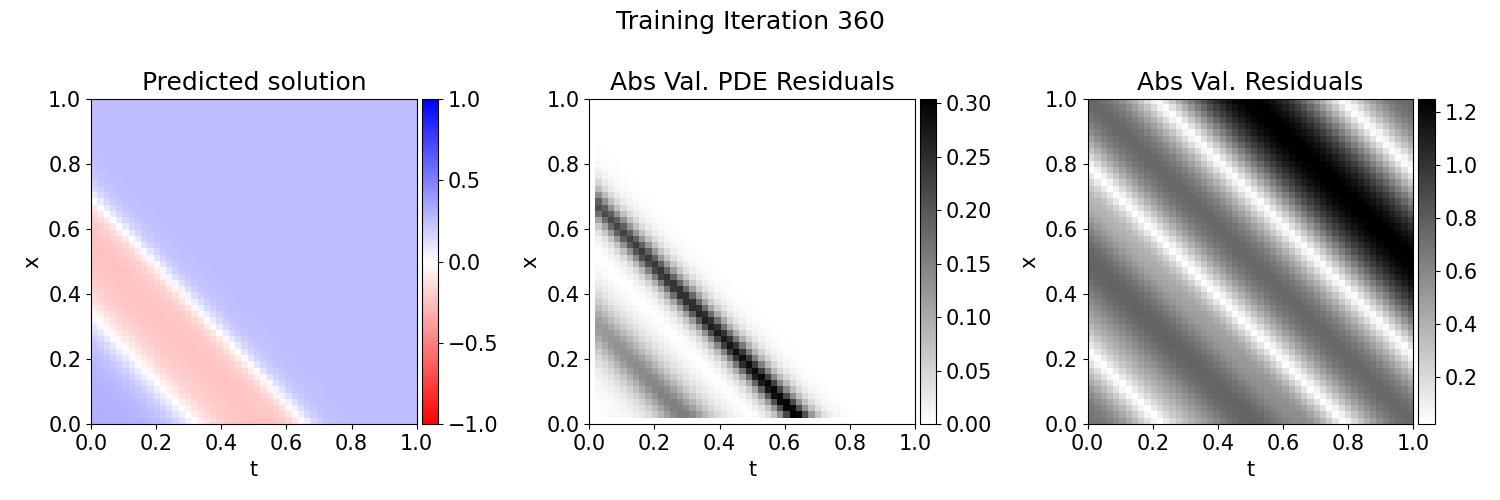 Training Iteration 360
Predicted solution
1.0
0.8
0.6
0.4
0.2
0.0
x
0.0 0.2 0.4 0.6 0.8 1.0
t
1.0
0.5
0.0
−0.5
−1.0
Abs Val. PDE Residuals
1.0
0.8
0.6
0.4
0.2
0.0
x
0.0 0.2 0.4 0.6 0.8 1.0
t
0.30
0.25
0.20
0.15
0.10
0.05
0.00
Abs Val. Residuals
1.0
0.8
0.6
0.4
0.2
0.0
x
0.0 0.2 0.4 0.6 0.8 1.0
t
1.2
1.0
0.8
0.6
0.4
0.2